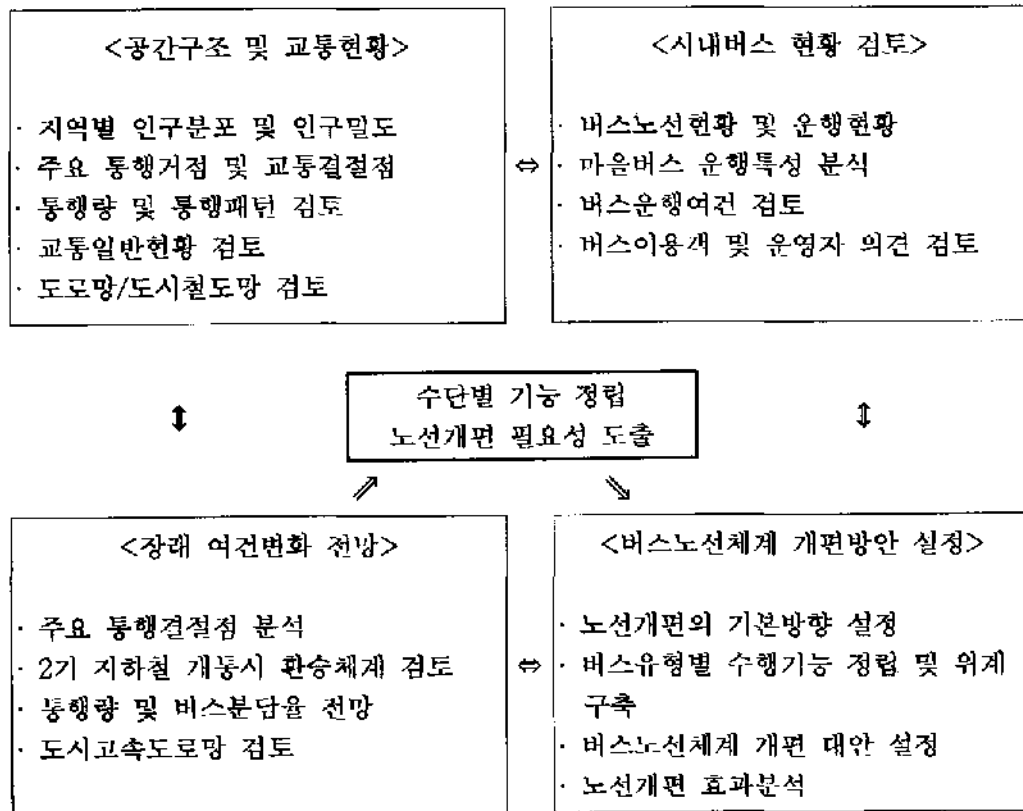 <공간구조 및 교통현황>
· 지역별 인구분포 및 인구밀도
· 주요 통행거점 및 교통결절점
· 통행량 및 통행패턴 검토
· 교통일반현황 검토
· 도로망/도시철도망 검토
⇔
<시내버스 현황 검토>
· 버스노선현황 및 운행현황
· 마을버스 운행특성 분석
· 버스운행여건 검토
· 버스이용객 및 운영자 의견 검토
⇕
수단별 기능 정립
노선개편 필요성 도출
⇕
⇗ ⇘
<장래 여건변화 전망>
· 주요 통행결절점 분석
· 2기 지하철 개통시 환승체계 검토
· 통행량 및 버스분담율 전망
· 도시고속도로망 검토
⇔
<버스노선체계 개편방안 설정>
· 노선개편의 기본방향 설정
· 버스유형별 수행기능 정립 및 위계
구축
· 버스노선체계 개편 대안 설정
· 노선개편 효과분석